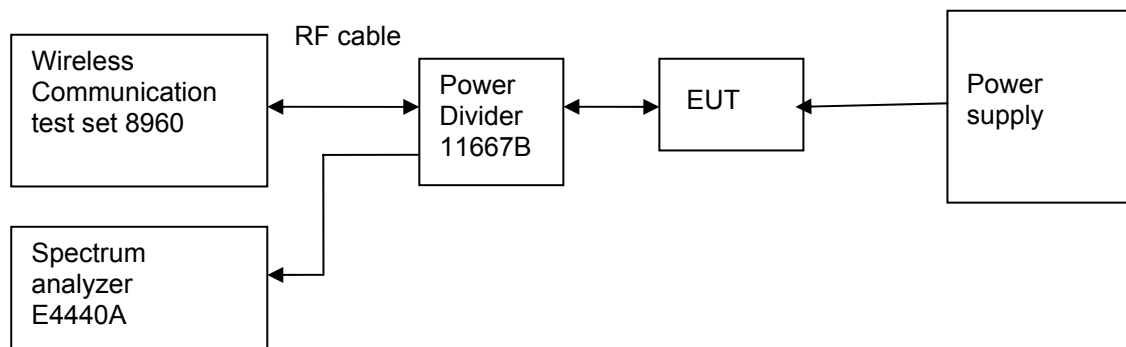 RF cable
Wireless
Communication
test set 8960
Power
Divider
11667B
EUT
Power
supply
Spectrum
analyzer
E4440A